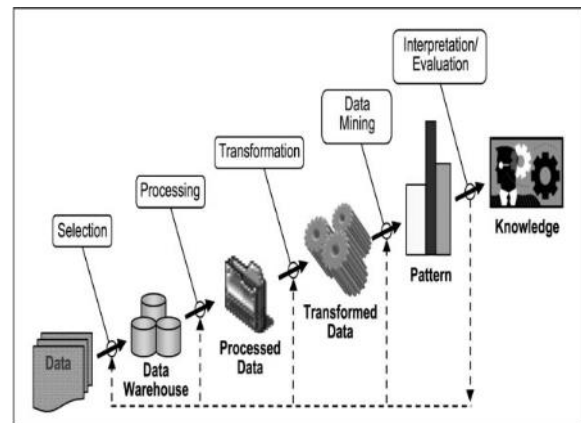 Interpretation/
Evaluation
Data
Mining
Transformation
Processing
Selection
Knowledge
Pattern
Transformed
Data
Processed
Data
Data
Warehouse
Data